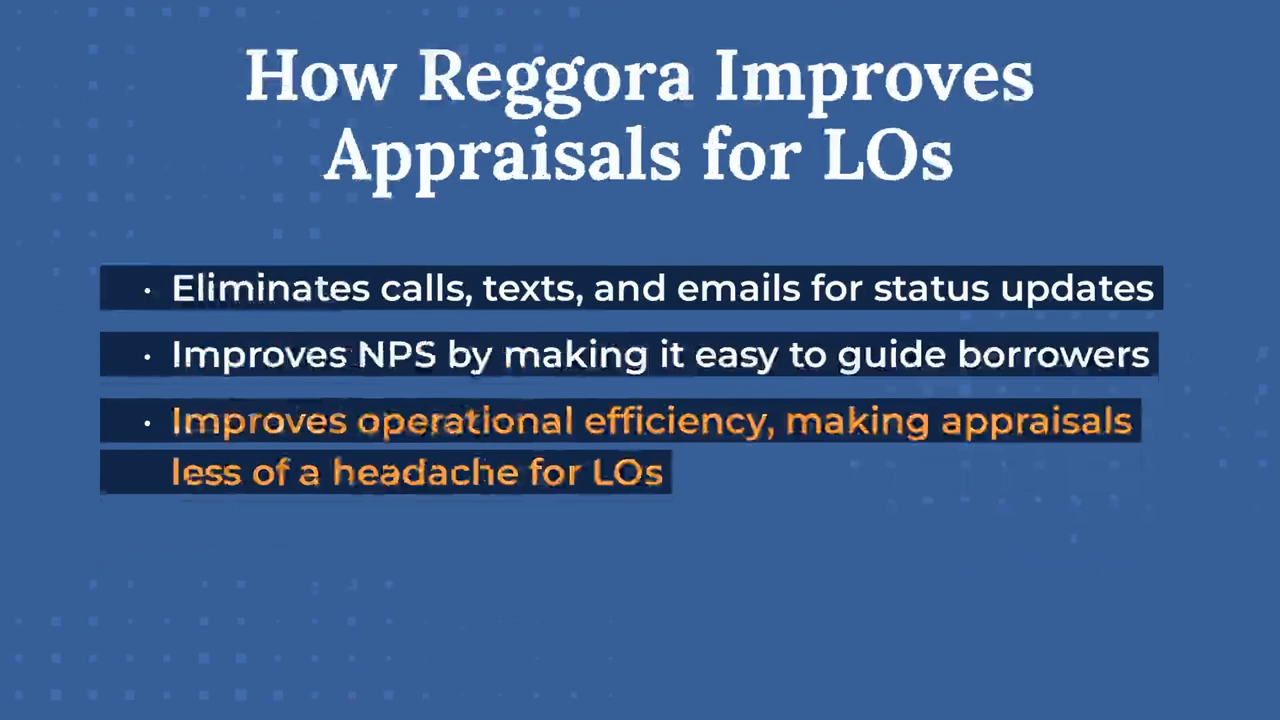 How Reggora Improves
Appraisals for LOs
· Eliminates calls, texts, and emails for status updates
· Improves NPS by making it easy to guide borrowers
· Improves operational efficiency, making appraisals
less of a headache for LOs